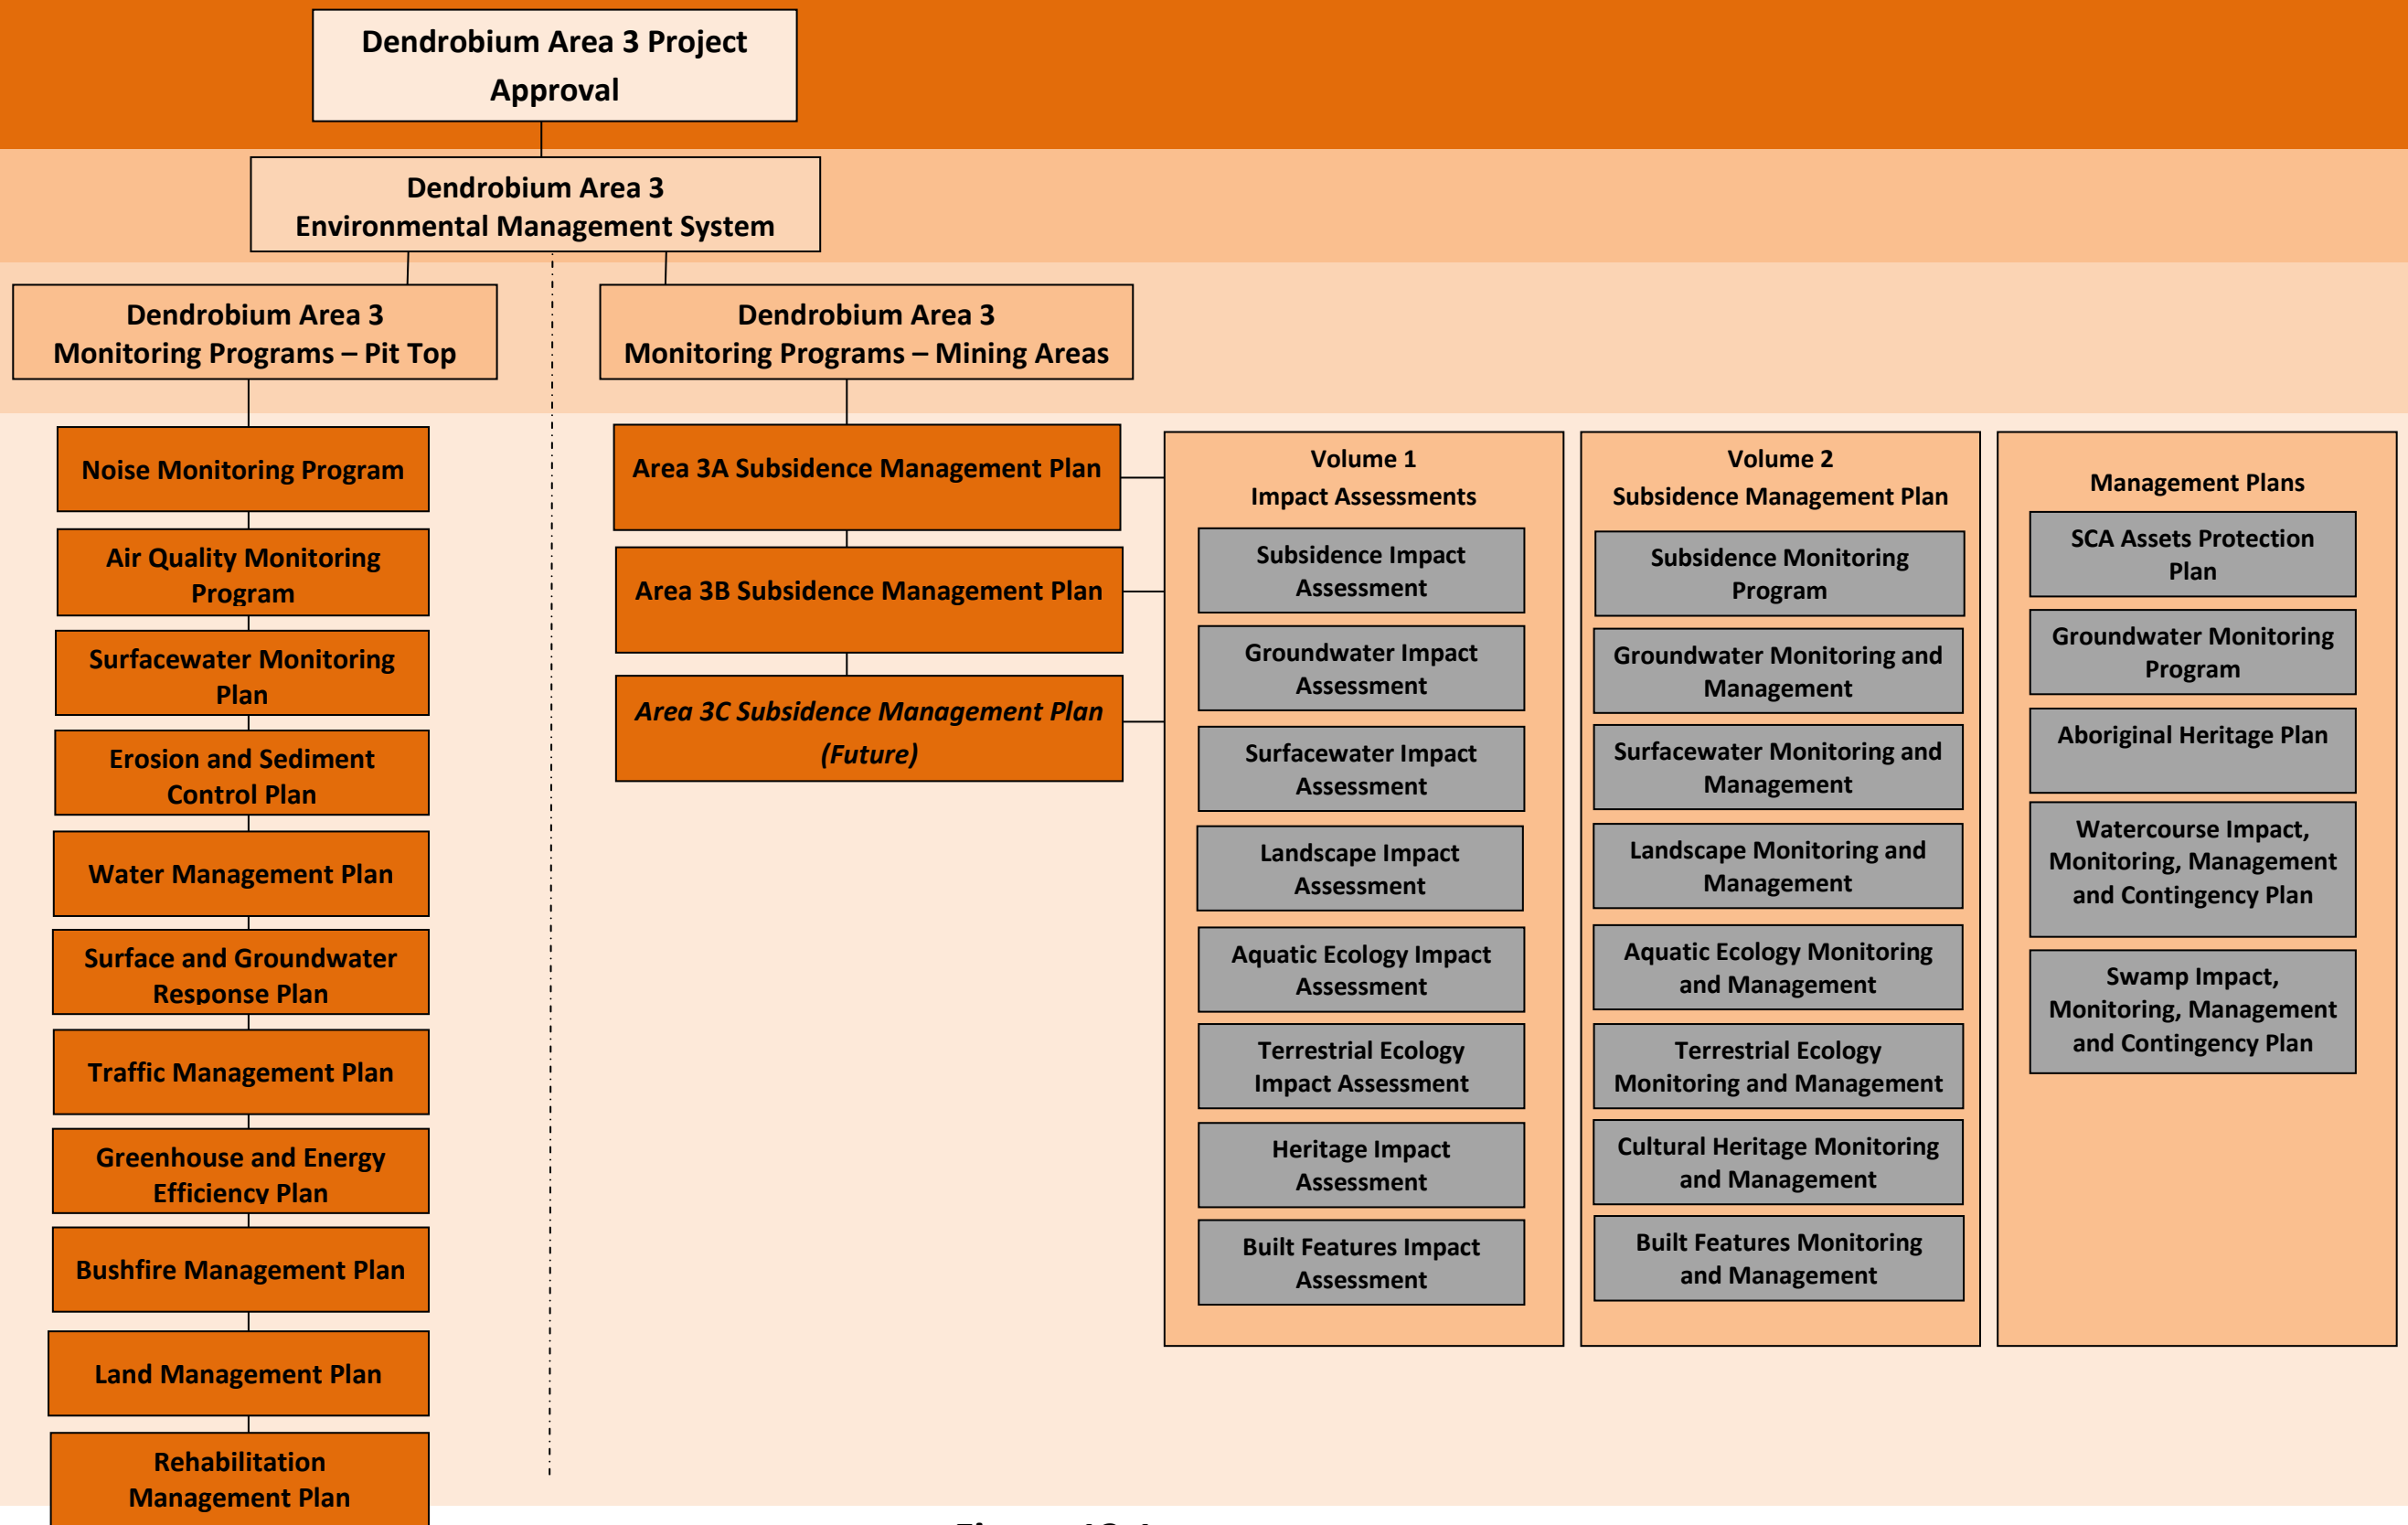 Dendrobium Area 3 Project
Approval
Dendrobium Area 3
Environmental Management System
Dendrobium Area 3
Monitoring Programs – Pit Top
Dendrobium Area 3
Monitoring Programs – Mining Areas
Noise Monitoring Program
Air Quality Monitoring
Program
Surfacewater Monitoring
Plan
Erosion and Sediment
Control Plan
Water Management Plan
Surface and Groundwater
Response Plan
Traffic Management Plan
Greenhouse and Energy
Efficiency Plan
Bushfire Management Plan
Land Management Plan
Rehabilitation
Management Plan
Area 3A Subsidence Management Plan
Area 3B Subsidence Management Plan
Area 3C Subsidence Management Plan
(Future)
Volume 1
Impact Assessments
Subsidence Impact
Assessment
Groundwater Impact
Assessment
Surfacewater Impact
Assessment
Landscape Impact
Assessment
Aquatic Ecology Impact
Assessment
Terrestrial Ecology
Impact Assessment
Heritage Impact
Assessment
Built Features Impact
Assessment
Volume 2
Subsidence Management Plan
Subsidence Monitoring
Program
Groundwater Monitoring and
Management
Surfacewater Monitoring and
Management
Landscape Monitoring and
Management
Aquatic Ecology Monitoring
and Management
Terrestrial Ecology
Monitoring and Management
Cultural Heritage Monitoring
and Management
Built Features Monitoring
and Management
Management Plans
SCA Assets Protection
Plan
Groundwater Monitoring
Program
Aboriginal Heritage Plan
Watercourse Impact,
Monitoring, Management
and Contingency Plan
Swamp Impact,
Monitoring, Management
and Contingency Plan